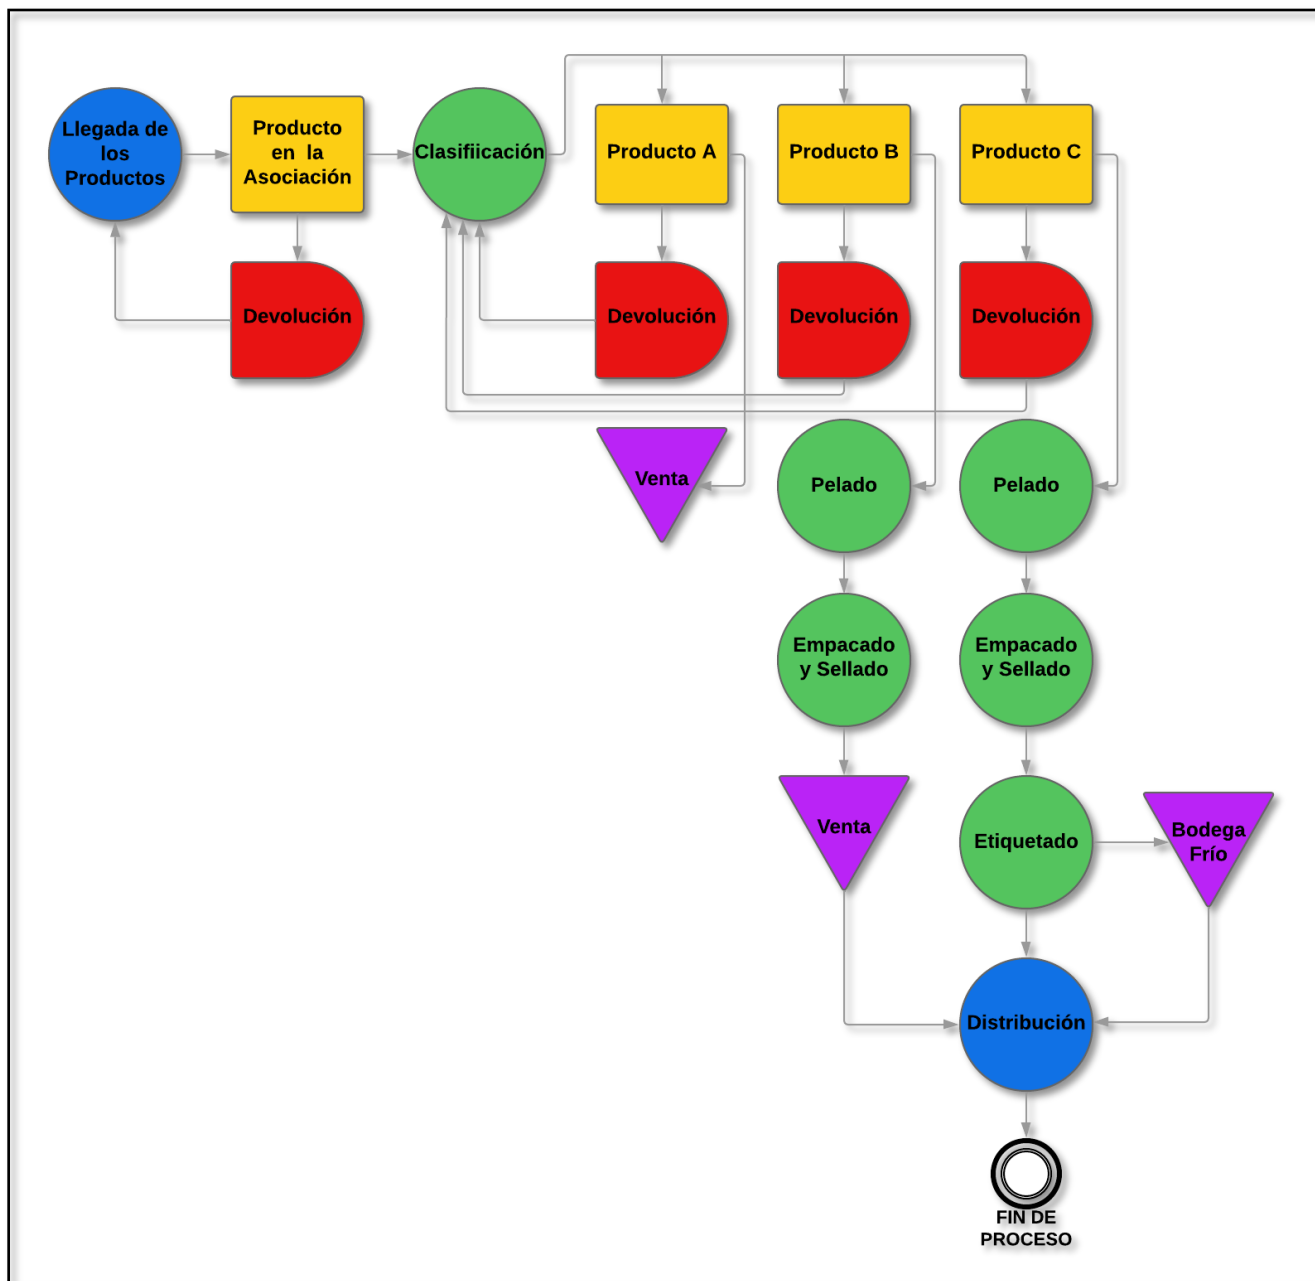 Llegada de
los
Productos
Producto
en la
Asociación
Clasifiicación
Producto A
Producto B
Producto C
Devolución
Devolución
Devolución
Devolución
Venta
Pelado
Pelado
Empacado
y Sellado
Empacado
y Sellado
Venta
Etiquetado
Bodega
Frío
Distribución
FIN DE
PROCESO